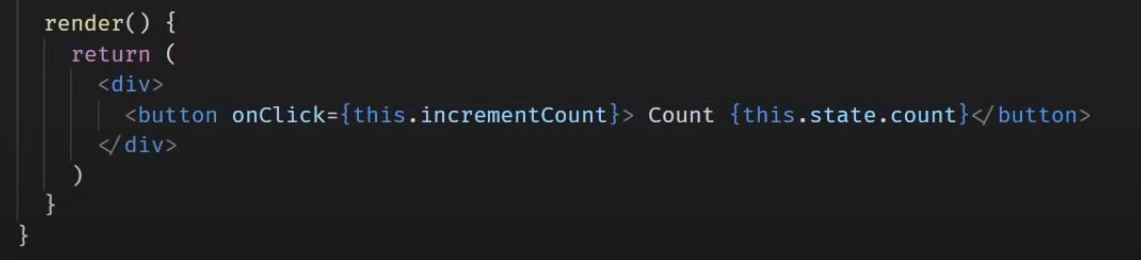 render() {
return (
<div>
<button onClick={this.incrementCount}> Count {this.state.count}</button>
</div>
)
}
}